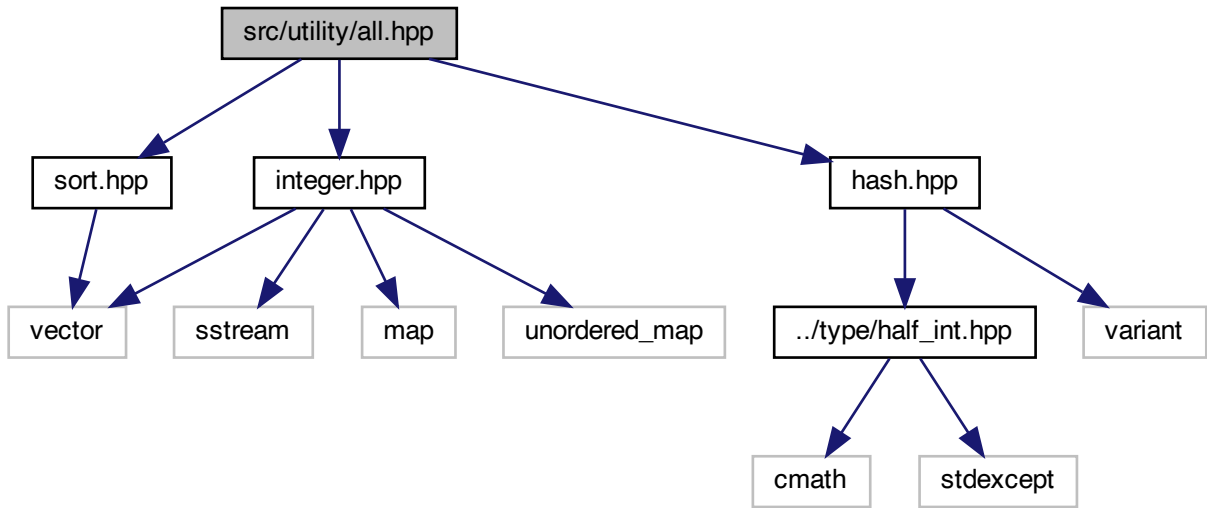 src/utility/all.hpp
sort.hpp
integer.hpp
hash.hpp
vector
sstream
map
unordered_map
../type/half_int.hpp
variant
cmath
stdexcept